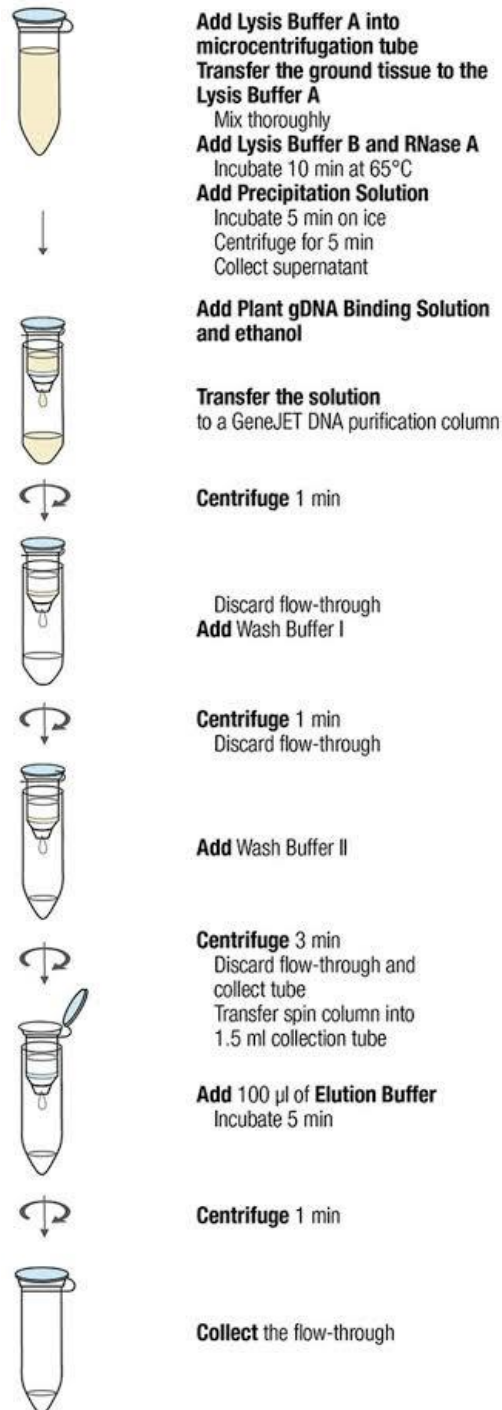 Add Lysis Buffer A into
microcentrifugation tube
Transfer the ground tissue to the
Lysis Buffer A
Mix thoroughly
Add Lysis Buffer B and RNase A
Incubate 10 min at 65°C
Add Precipitation Solution
Incubate 5 min on ice
Centrifuge for 5 min
Collect supernatant
Add Plant gDNA Binding Solution
and ethanol
Transfer the solution
to a GeneJET DNA purification column
Centrifuge 1 min
Discard flow-through
Add Wash Buffer I
Centrifuge 1 min
Discard flow-through
Add Wash Buffer II
Centrifuge 3 min
Discard flow-through and
collect tube
Transfer spin column into
1.5 ml collection tube
Add 100 µl of Elution Buffer
Incubate 5 min
Centrifuge 1 min
Collect the flow-through